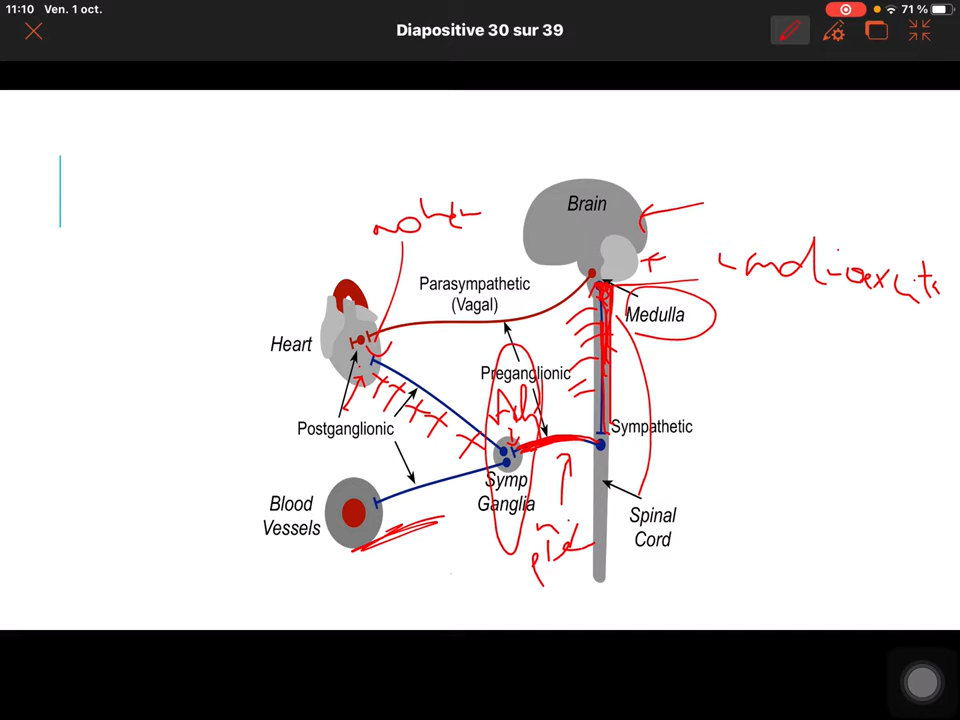 11:10 Ven. 1 oct.
71 %
Diapositive 30 sur 39
Brain
Parasympathetic
(Vagal)
Medulla
Heart
Preganglionic
Postganglionic
Sympathetic
Symp
Ganglia
Blood
Vessels
Spinal
Cord